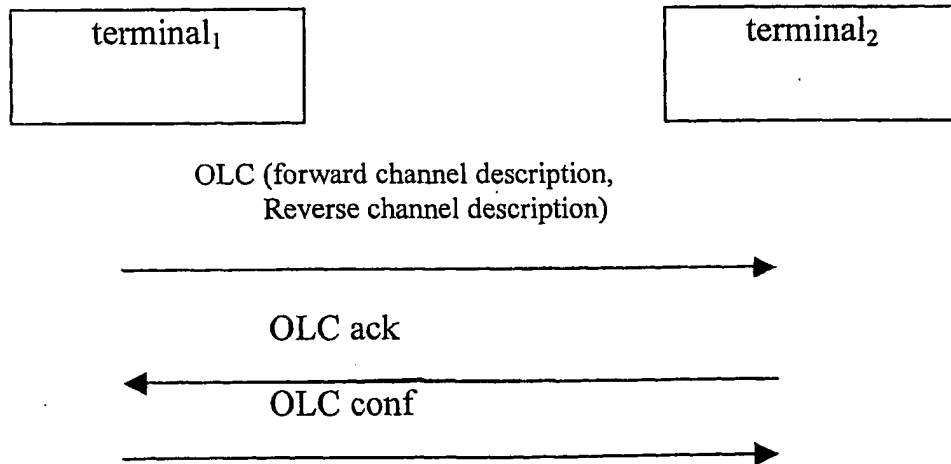 terminal₁
terminal₂
OLC (forward channel description,
Reverse channel description)
OLC ack
OLC conf